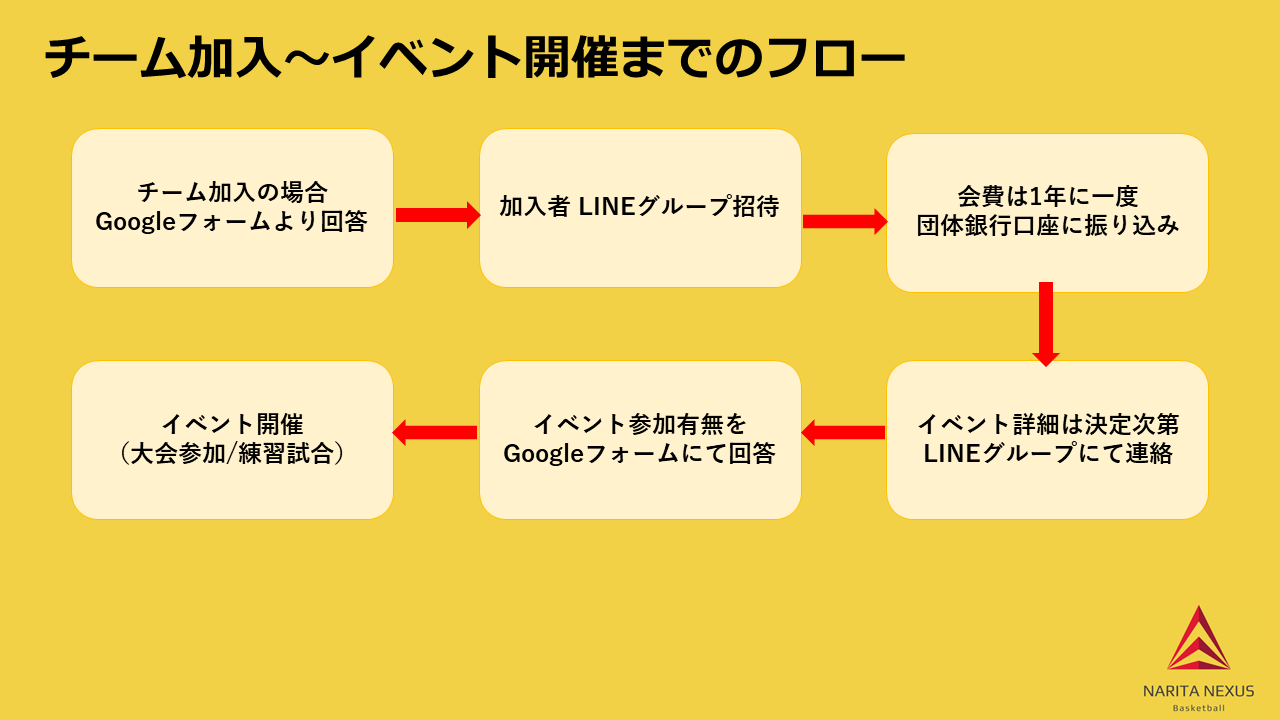 チーム加入～イベント開催までのフロー
チーム加入の場合
Googleフォームより回答
加入者 LINEグループ招待
会費は1年に一度
団体銀行口座に振り込み
イベント詳細は決定次第
LINEグループにて連絡
イベント参加有無を
Googleフォームにて回答
イベント開催
（大会参加/練習試合）
NARITA NEXUS
Basketball